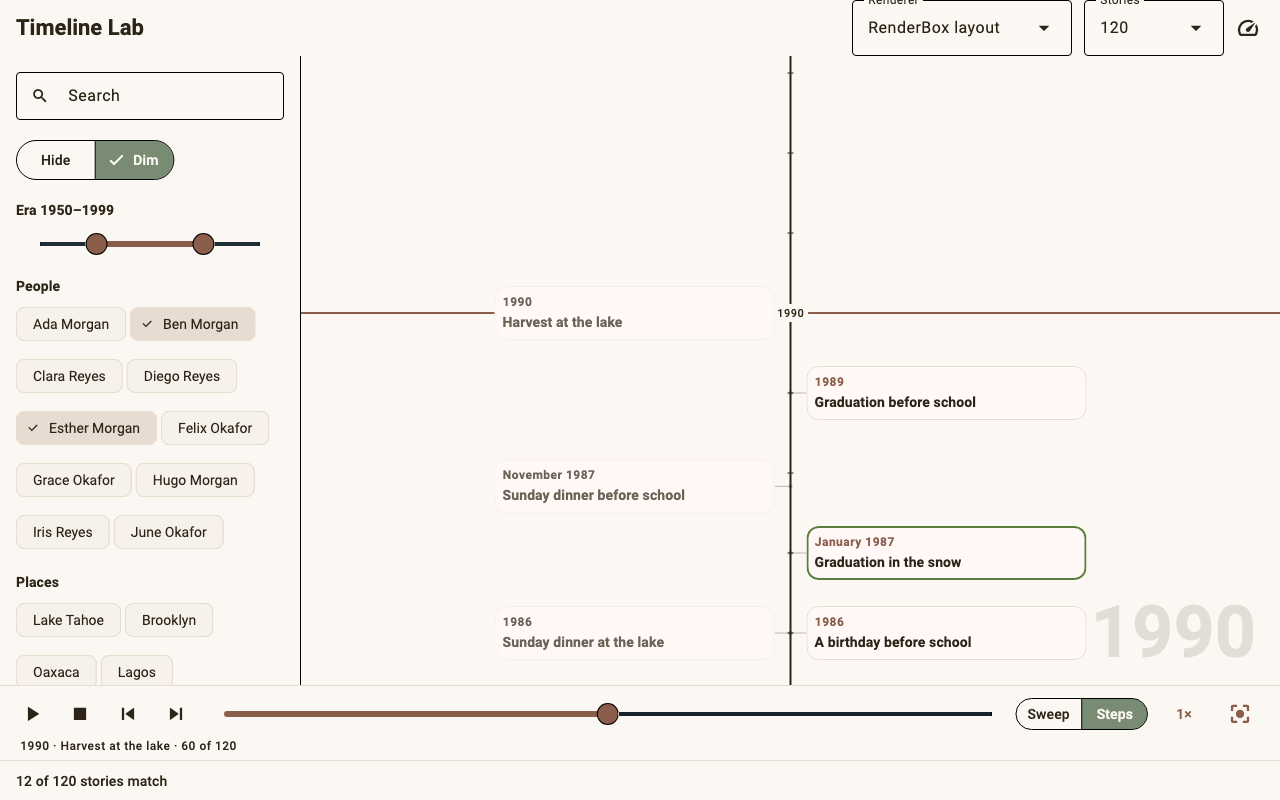 Timeline Lab
Renderer
RenderBox layout
Stories
120
Search
Hide
Dim
Era 1950–1999
People
Ada Morgan
Ben Morgan
Clara Reyes
Diego Reyes
Esther Morgan
Felix Okafor
Grace Okafor
Hugo Morgan
Iris Reyes
June Okafor
Places
Lake Tahoe
Brooklyn
Oaxaca
Lagos
1990
Harvest at the lake
1990
1989
Graduation before school
November 1987
Sunday dinner before school
January 1987
Graduation in the snow
1986
Sunday dinner at the lake
1986
A birthday before school
1990
Sweep
Steps
1×
1990 · Harvest at the lake · 60 of 120
12 of 120 stories match